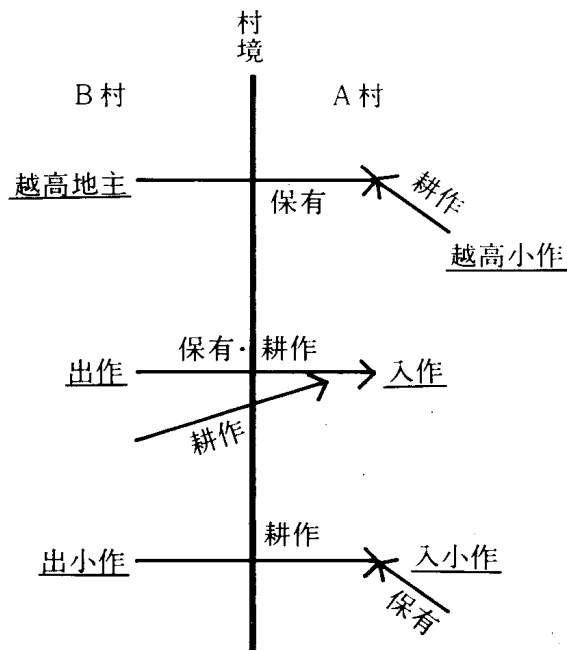 村境
B村
A村
越高地主
保有
耕作
越高小作
保有・耕作
出作
入作
耕作
耕作
出小作
入小作
保有